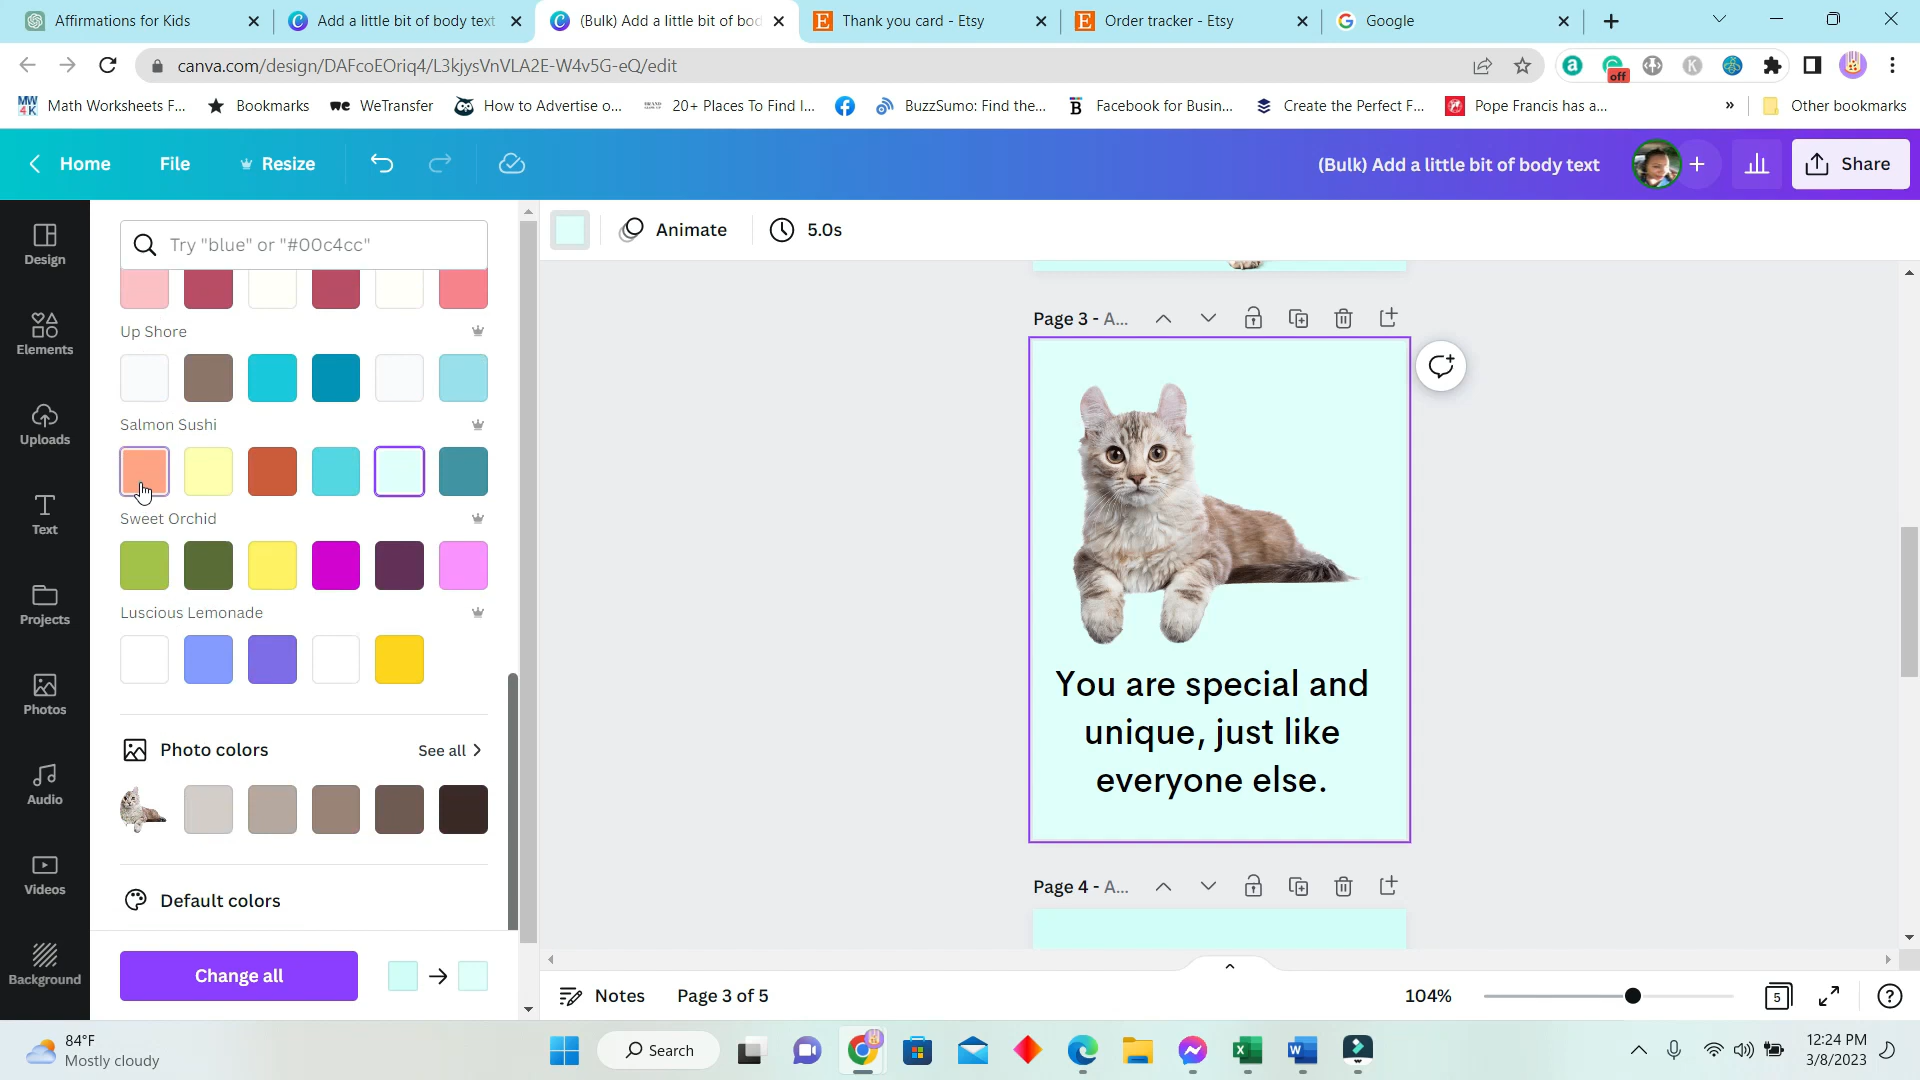 Affirmations for Kids
Add a little bit of body text
(Bulk) Add a little bit of bod
Thank you card - Etsy
Order tracker - Etsy
Google
canva.com/design/DAFcoEOriq4/L3kjysVnVLA2E-W4v5G-eQ/edit
off
Math Worksheets F...
Bookmarks
WeTransfer
How to Advertise o...
20+ Places To Find I...
BuzzSumo: Find the...
Facebook for Busin...
Create the Perfect F...
Pope Francis has a...
»
Other bookmarks
Home
File
Resize
(Bulk) Add a little bit of body text
Share
Design
Elements
Uploads
Text
Projects
Photos
Audio
Videos
Background
Try "blue" or "#00c4cc"
Up Shore
Salmon Sushi
Sweet Orchid
Luscious Lemonade
Photo colors
See all
Default colors
Change all
Animate
5.0s
Page 3 - A...
You are special and
unique, just like
everyone else.
Page 4 - A...
Notes
Page 3 of 5
104%
5
84°F
Mostly cloudy
Search
12:24 PM
3/8/2023